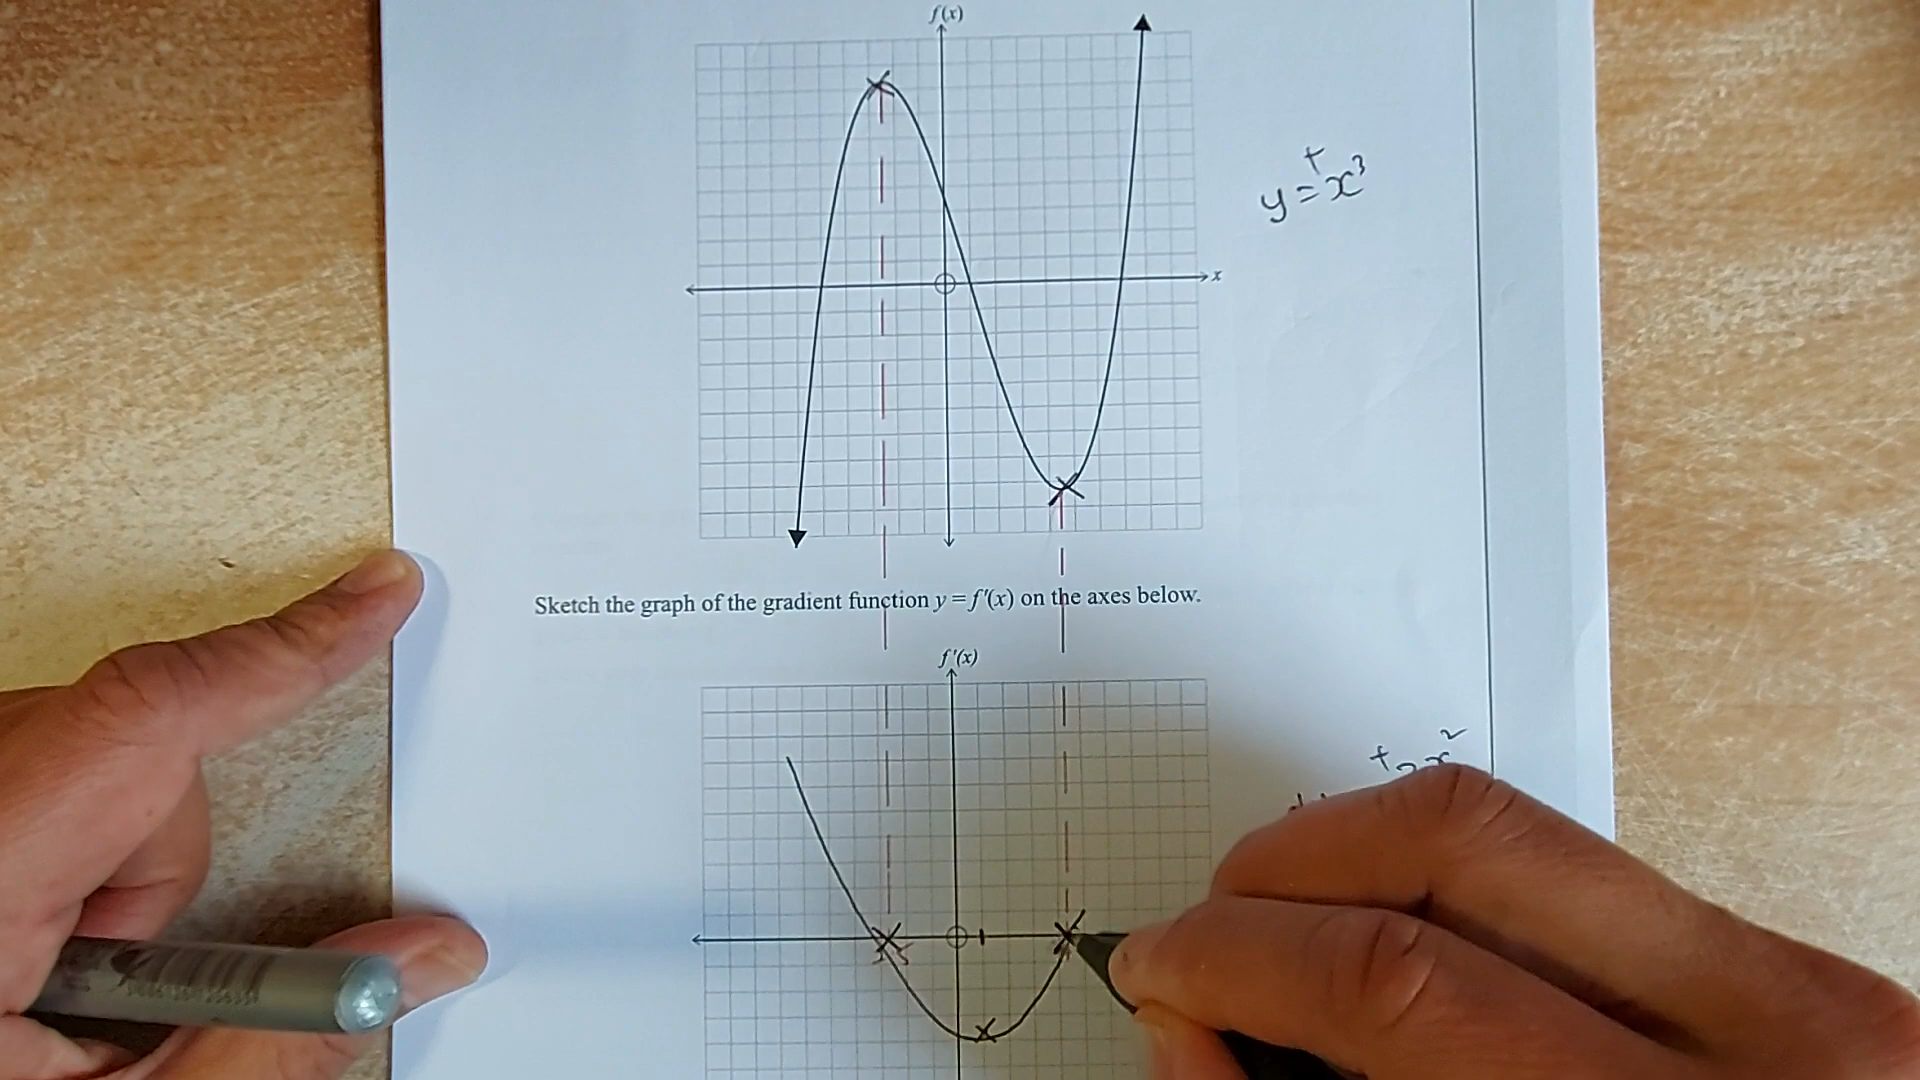 f(x)
x
y = x³
+
Sketch the graph of the gradient function y = f'(x) on the axes below.
f'(x)